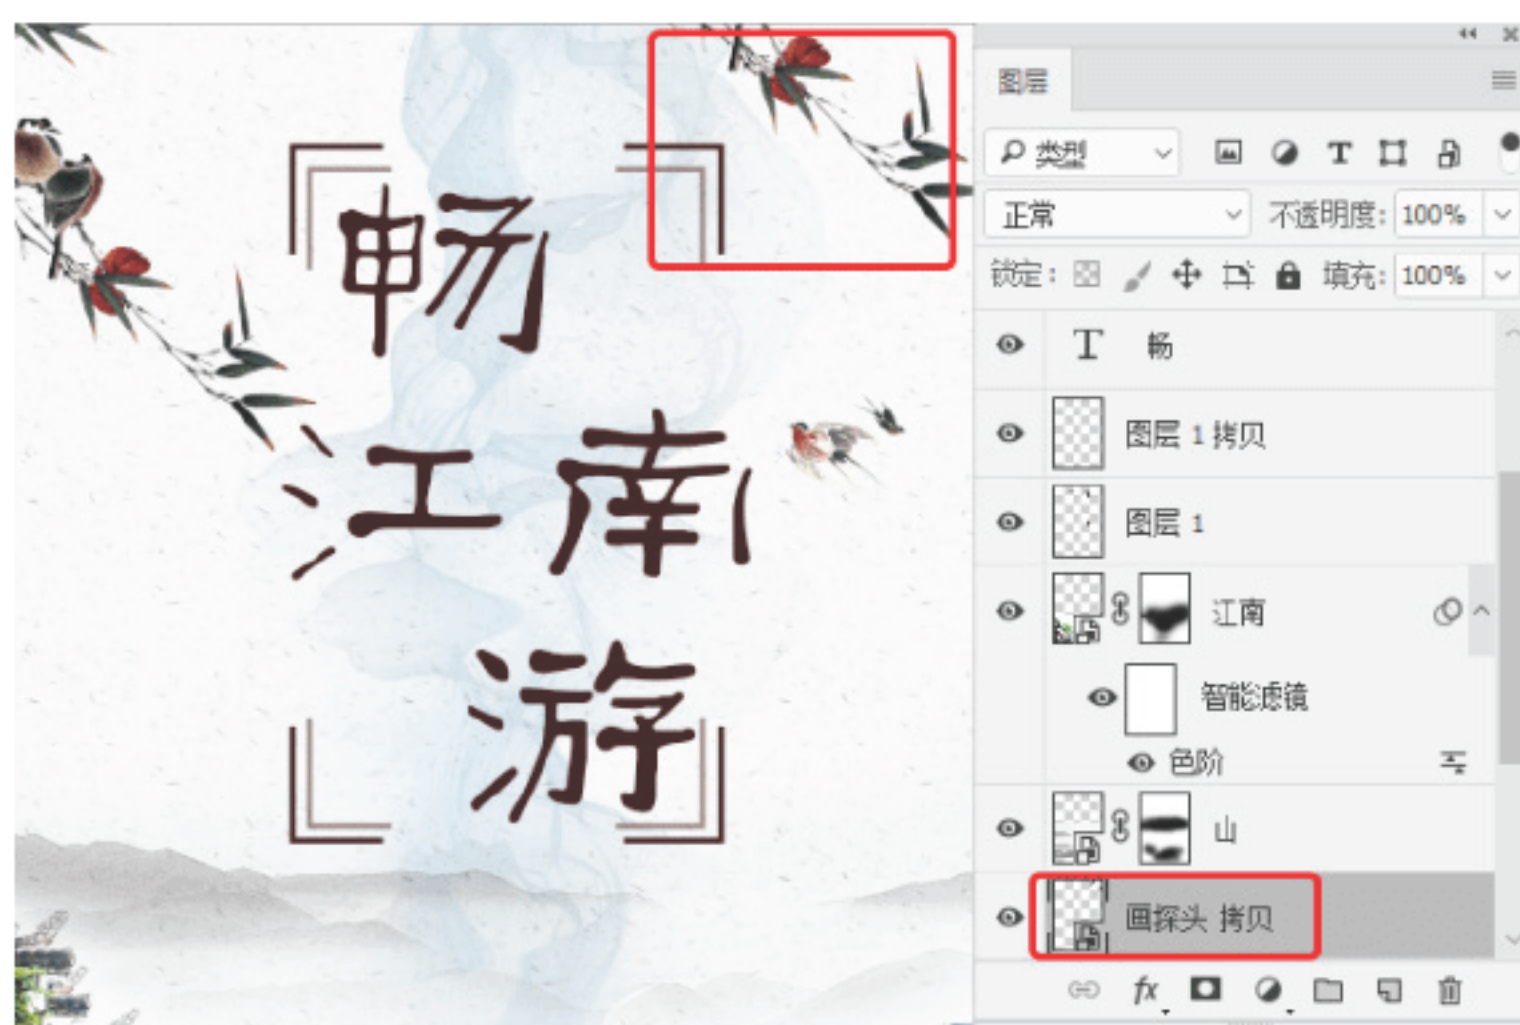 畅
江南
游
图层
类型
正常 不透明度: 100%
锁定: 填充: 100%
T 畅
图层 1 拷贝
图层 1
江南
智能滤镜
色阶
山
画探头 拷贝
fx